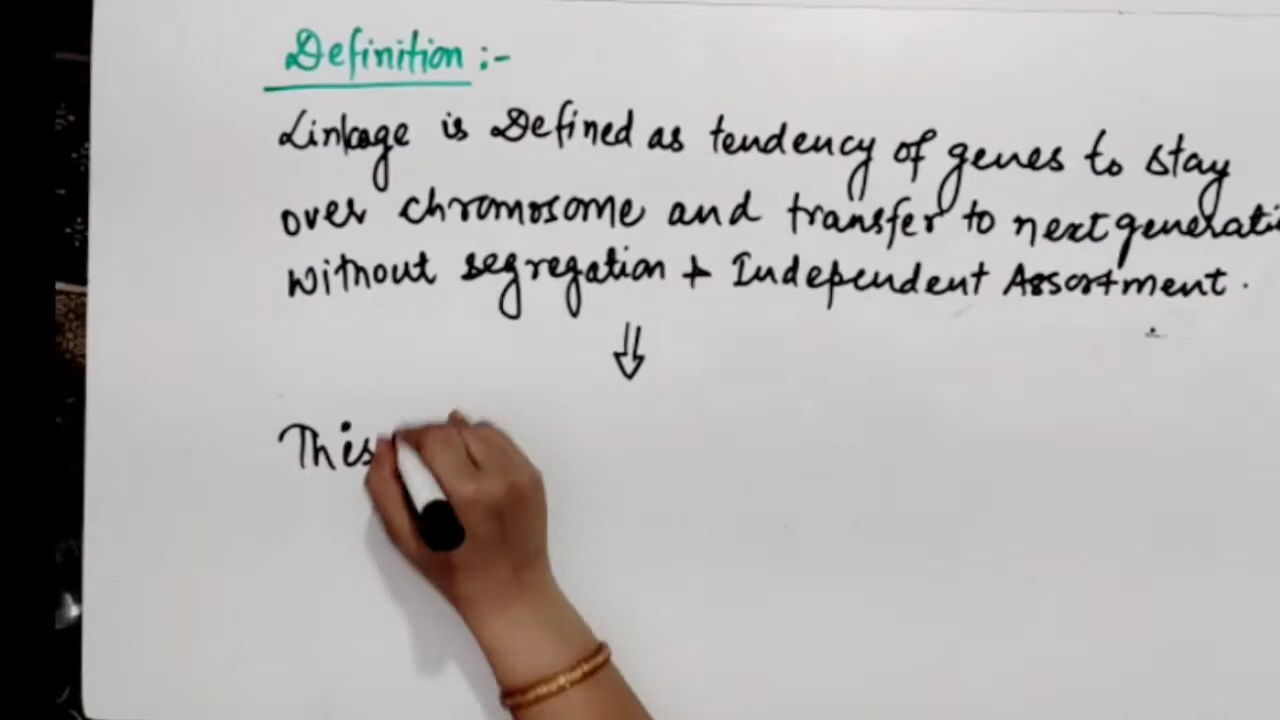 Definition :-
Linkage is Defined as tendency of genes to stay
over chromosome and transfer to next generati
without segregation + Independent Assortment.
This